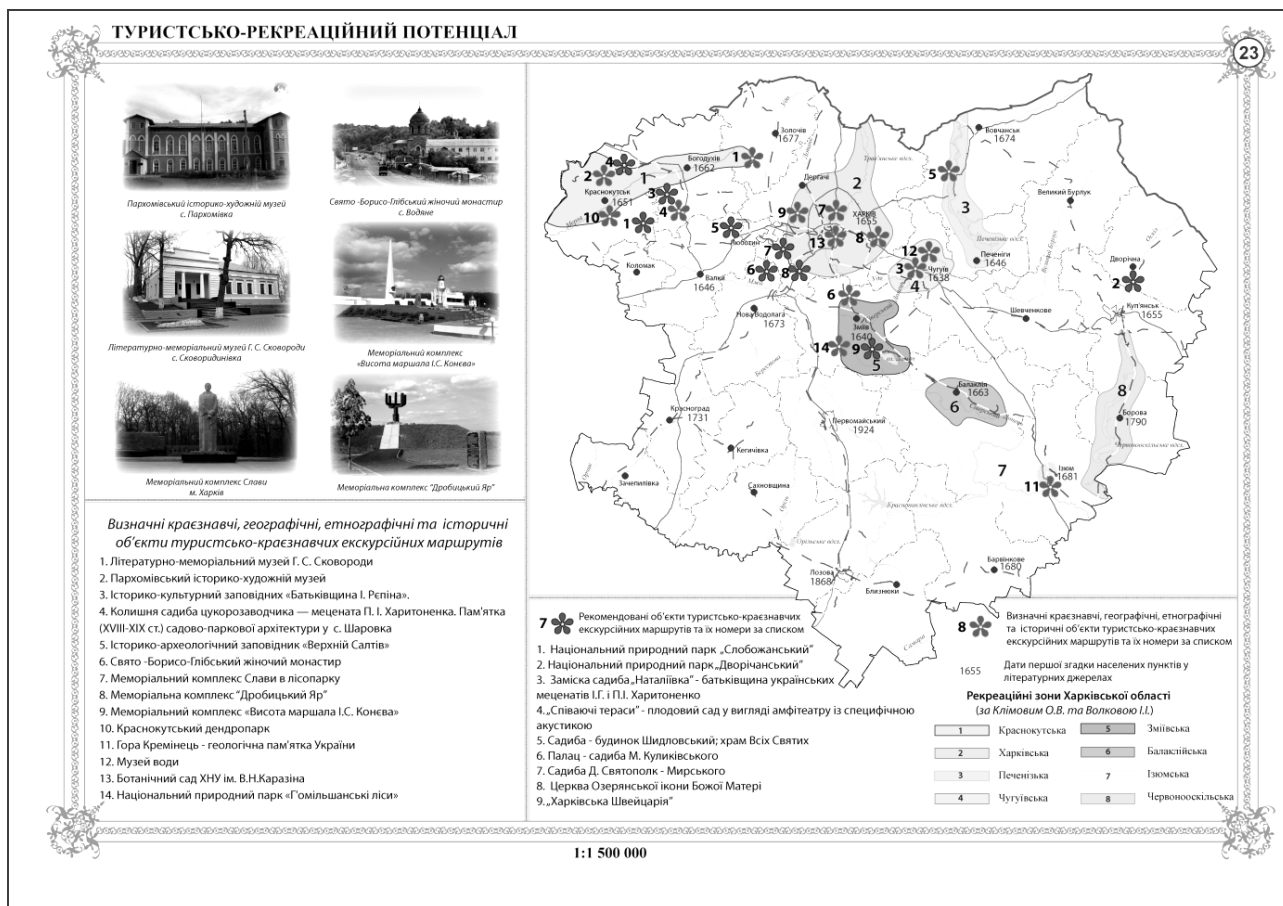 ТУРИСТСЬКО-РЕКРЕАЦІЙНИЙ ПОТЕНЦІАЛ
23
Пархомівський історико-художній музей
с. Пархомівка
Свято -Борисо-Глібський жіночий монастир
с. Водяне
Літературно-меморіальний музей Г. С. Сковороди
с. Сковородинівка
Меморіальний комплекс
«Висота маршала І.С. Конєва»
Меморіальний комплекс Слави
м. Харків
Меморіальна комплекс "Дробицький Яр"
Визначні краєзнавчі, географічні, етнографічні та історичні
об'єкти туристсько-краєзнавчих екскурсійних маршрутів
1. Літературно-меморіальний музей Г. С. Сковороди
2. Пархомівський історико-художній музей
3. Історико-культурний заповідних «Батьківщина І. Рєпіна».
4. Колишня садиба цукрозаводчика — мецената П. І. Харитоненка. Пам'ятка
(XVIII-XIX ст.) садово-паркової архітектури у с. Шаровка
5. Історико-археологічний заповідник «Верхній Салтів»
6. Свято -Борисо-Глібський жіночий монастир
7. Меморіальний комплекс Слави в лісопарку
8. Меморіальна комплекс "Дробицький Яр"
9. Меморіальний комплекс «Висота маршала І.С. Конєва»
10. Краснокутский дендропарк
11. Гора Кремінець - геологічна пам'ятка України
12. Музей води
13. Ботанічний сад ХНУ ім. В.Н.Каразіна
14. Національний природний парк «Гомільшанські ліси»
Золочів
1677
Вовчанськ
1674
Богодухів
1662
Краснокутськ
1651
Дергачі
ХАРКІВ
1655
Великий Бурлук
Печенізьке вдсх.
Печеніги
1646
Дворічна
Люботин
Коломак
Валки
1646
Чугуїв
1638
Куп'янськ
1655
Шевченкове
Нова Водолага
1673
Зміїв
1640
Балаклія
1663
Борова
1790
Червонооскільське вдсх.
Красноград
1731
Первомайський
1924
Кегичівка
Ізюм
1681
Зачепилівка
Сахновщина
Краснопавлівське вдсх.
Орільське вдсх.
Барвінкове
1680
Лозова
1868
Близнюки
Самара
7 Рекомендовані об'єкти туристсько-краєзнавчих
екскурсійних маршрутів та їх номери за списком
1. Національний природний парк „Слобожанський"
2. Національний природний парк „Дворічанський"
3. Заміска садиба „Наталіївка" - батьківщина українських
меценатів І.Г. і П.І. Харитоненко
4. „Співаючі тераси" - плодовий сад у вигляді амфітеатру із специфічною
акустикою
5. Садиба - будинок Шидловський; храм Всіх Святих
6. Палац - садиба М. Куликівського
7. Садиба Д. Святополк - Мирського
8. Церква Озерянської ікони Божої Матері
9. „Харківська Швейцарія"
8 Визначні краєзнавчі, географічні, етнографічні
та історичні об'єкти туристсько-краєзнавчих
екскурсійних маршрутів та їх номери за списком
1655 Дати першої згадки населених пунктів у
літературних джерелах
Рекреаційні зони Харківської області
(за Клімовим О.В. та Волковою І.І.)
1 Краснокутська
2 Харківська
3 Печенізька
4 Чугуївська
5 Зміївська
6 Балаклійська
7 Ізюмська
8 Червонооскільська
1:1 500 000